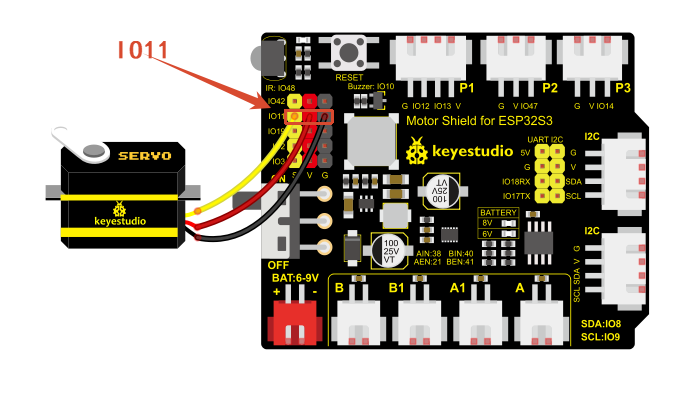 IO11
IR: IO48
RESET
Buzzer: IO10
P1
P2
P3
G IO12 IO13 V
G V IO47
G V IO14
IO42
IO11
IO19
IO3
ON S V G
Motor Shield for ESP32S3
keyestudio
UART I2C
5V G
G V
IO18RX SDA
IO17TX SCL
I2C
I2C
G
V
SDA
SCL
SERVO
keyestudio
100
25V
VT
100
25V
VT
BATTERY
8V
6V
AIN:38 BIN:40
AEN:21 BEN:41
OFF
BAT:6-9V
+ -
B B1 A1 A
SDA:IO8
SCL:IO9